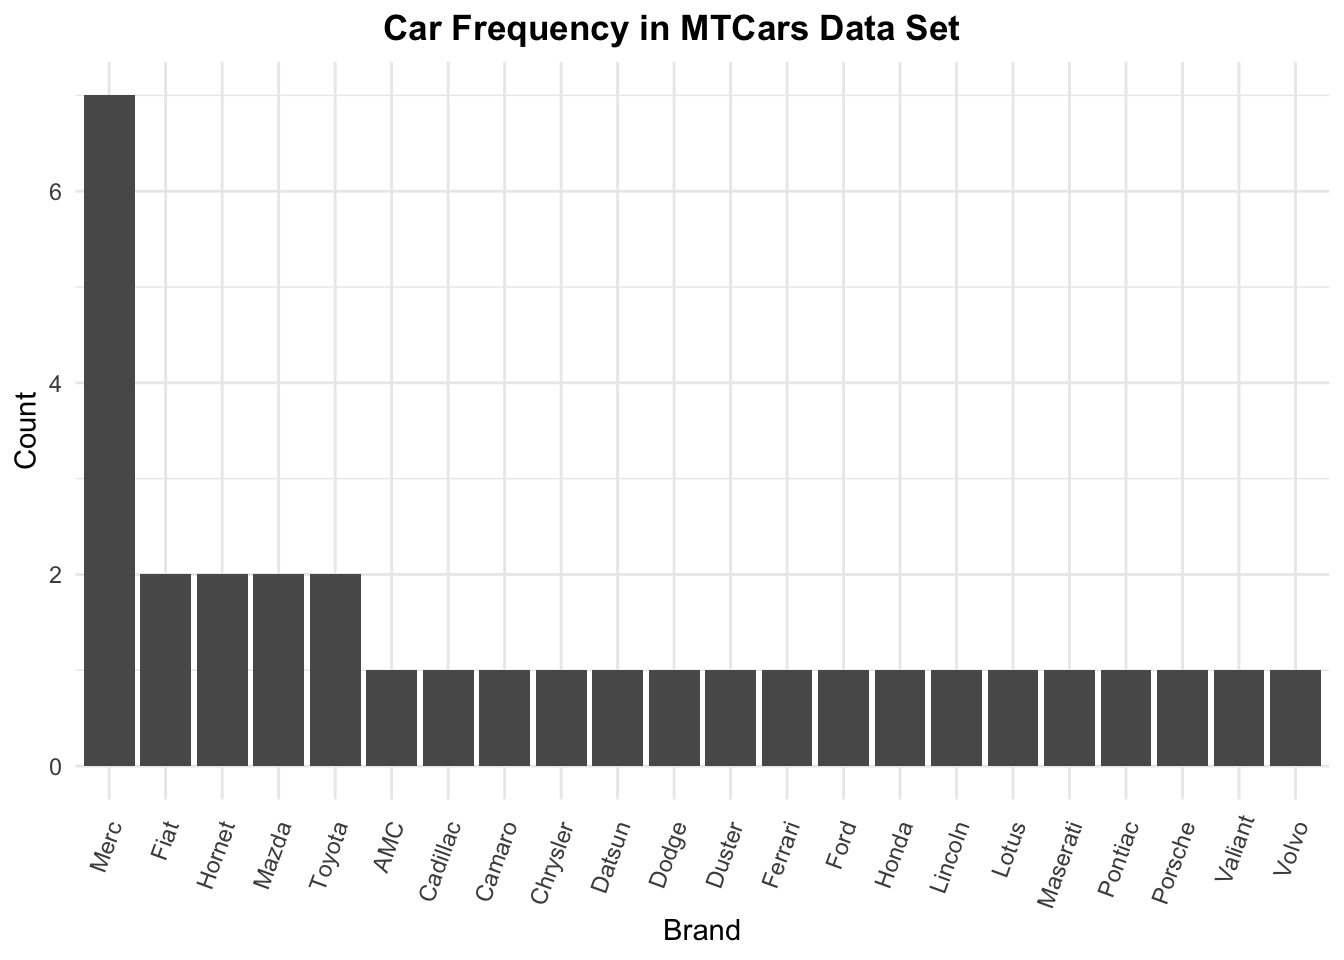 Car Frequency in MTCars Data Set
Count
6
4
2
0
Merc Fiat Hornet Mazda Toyota AMC Cadillac Camaro Chrysler Datsun Dodge Duster Ferrari Ford Honda Lincoln Lotus Maserati Pontiac Porsche Valiant Volvo
Brand